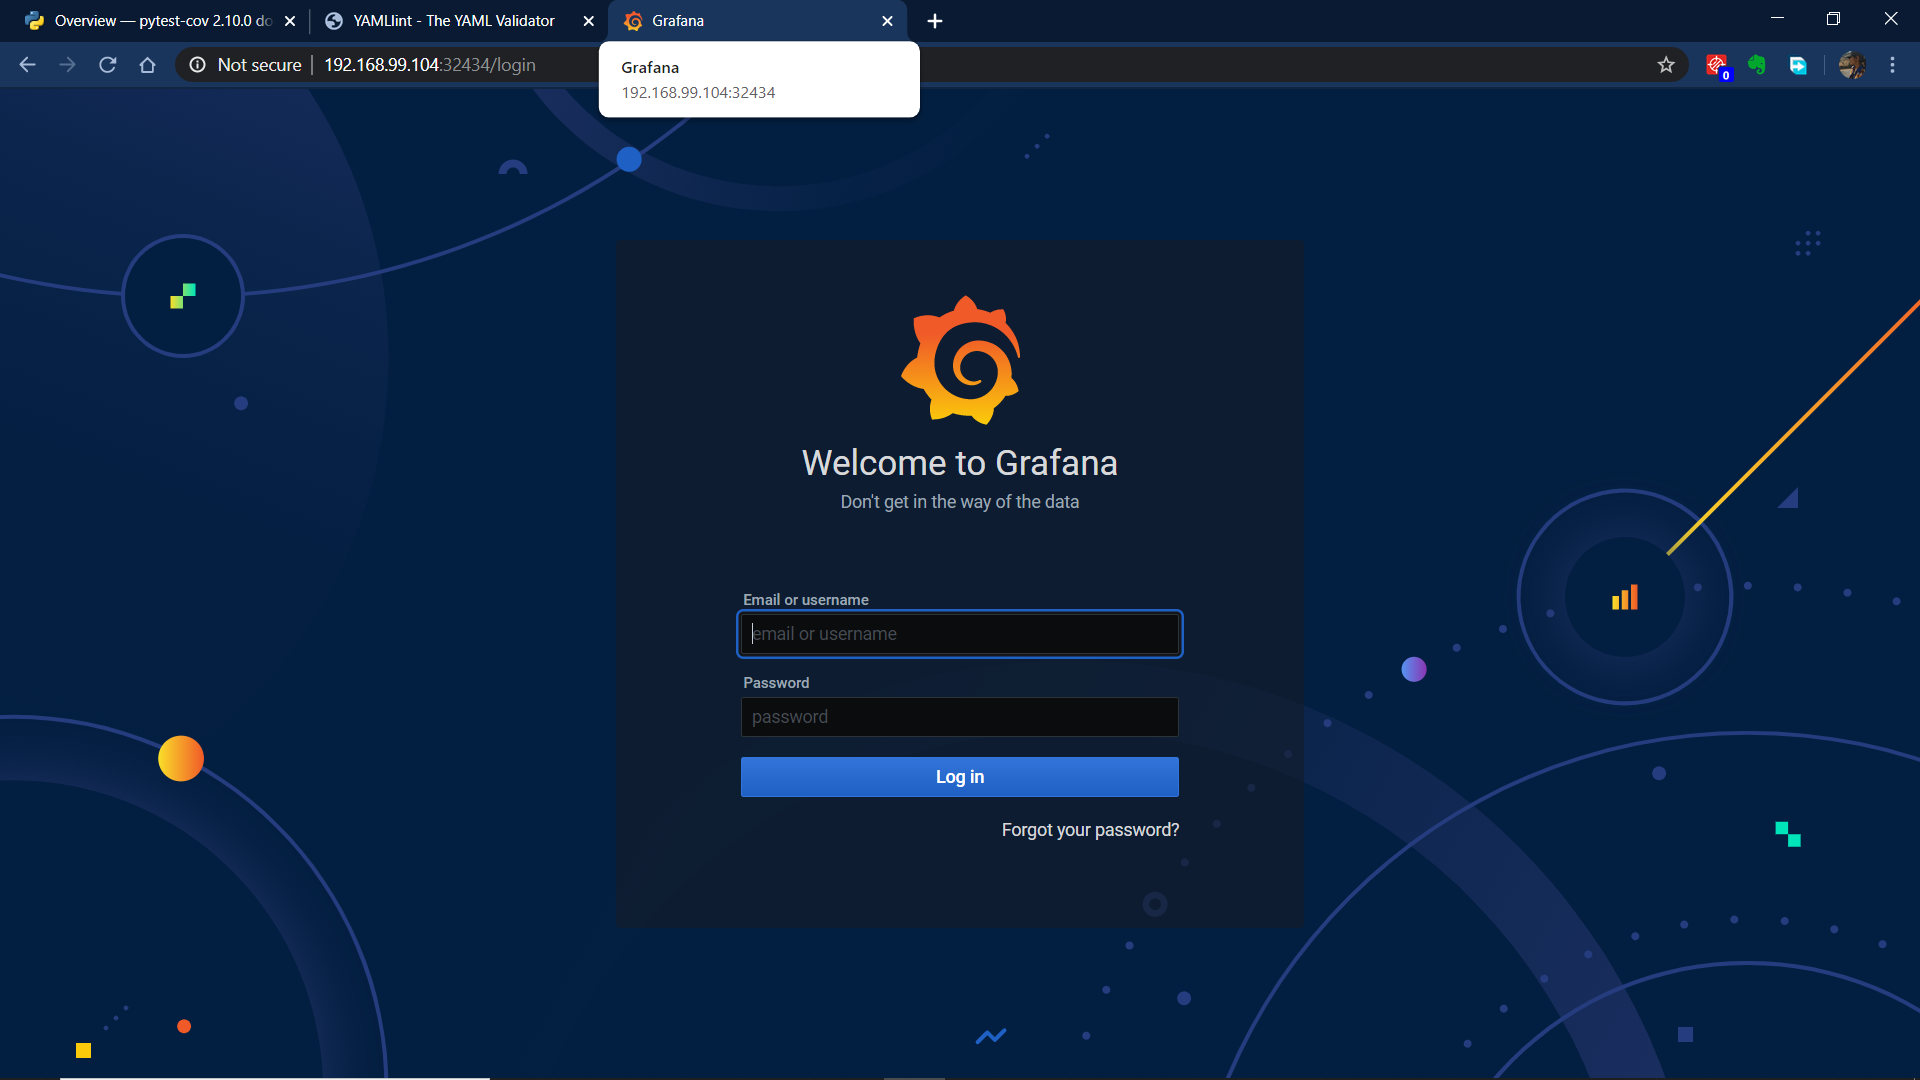 Overview — pytest-cov 2.10.0 do
YAMLlint - The YAML Validator
Grafana
Not secure
192.168.99.104:32434/login
0
Grafana
192.168.99.104:32434
Welcome to Grafana
Don't get in the way of the data
Email or username
email or username
Password
password
Log in
Forgot your password?